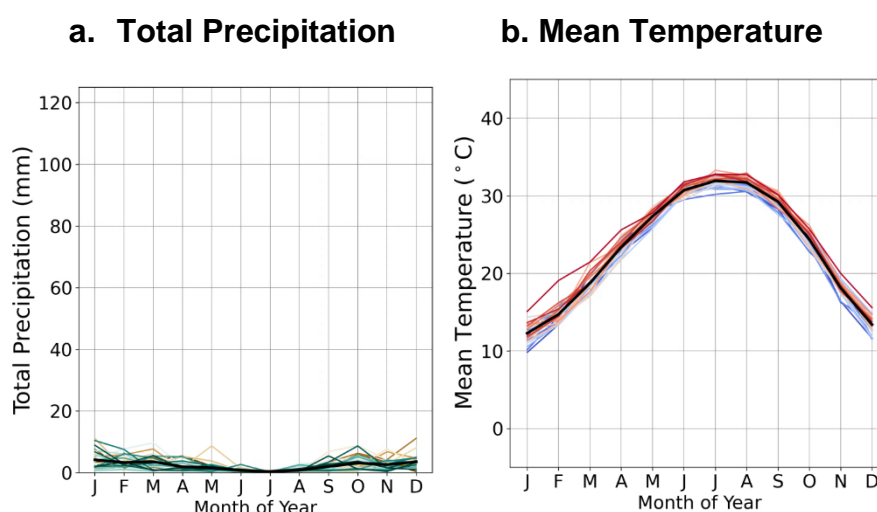 a. Total Precipitation
b. Mean Temperature
Total Precipitation (mm)
120
100
80
60
40
20
0
J F M A M J J A S O N D
Month of Year
Mean Temperature (°C)
40
30
20
10
0
J F M A M J J A S O N D
Month of Year